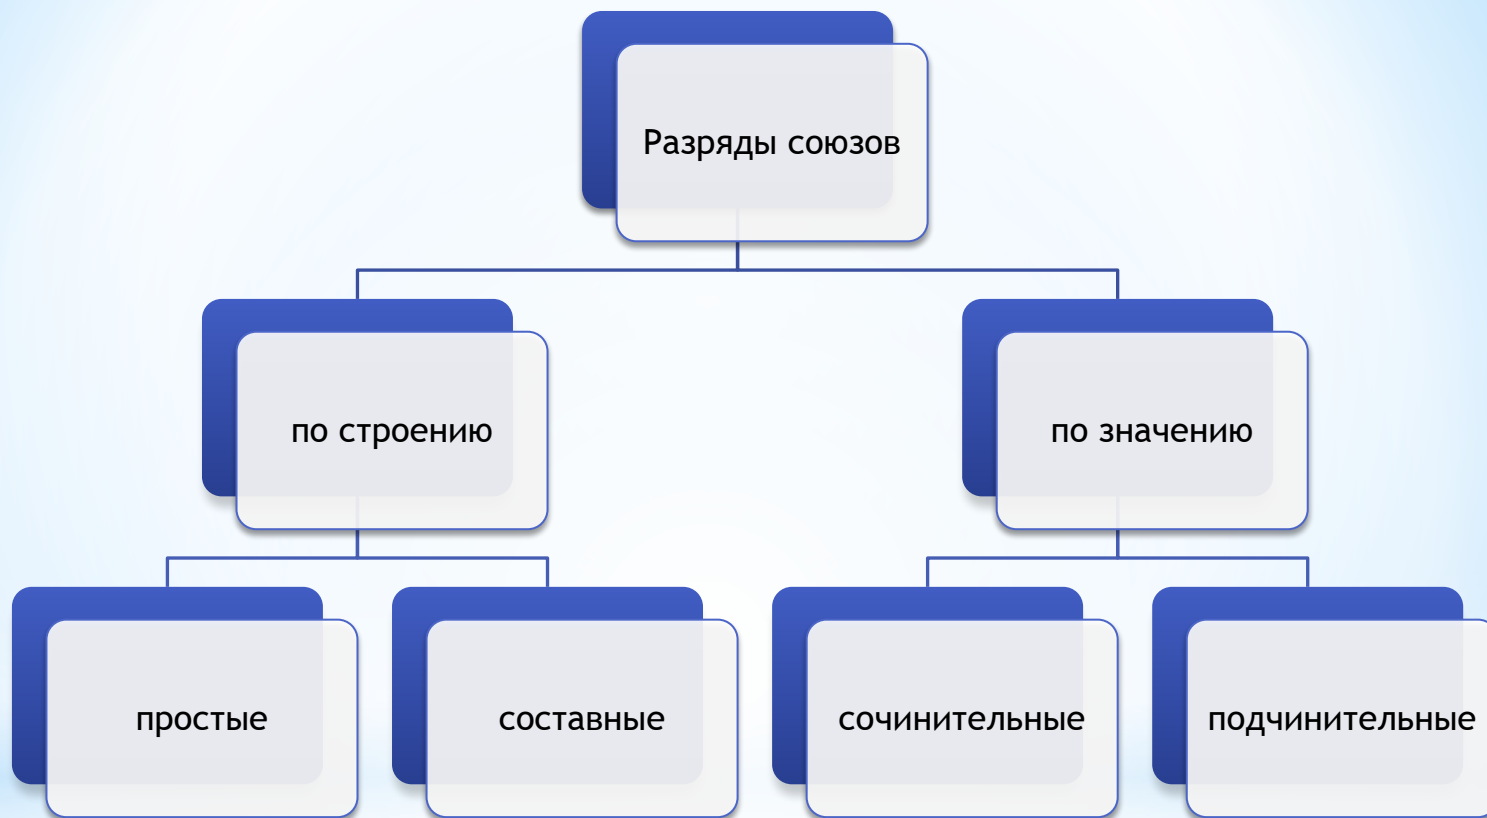 Разряды союзов
по строению
по значению
простые
составные
сочинительные
подчинительные